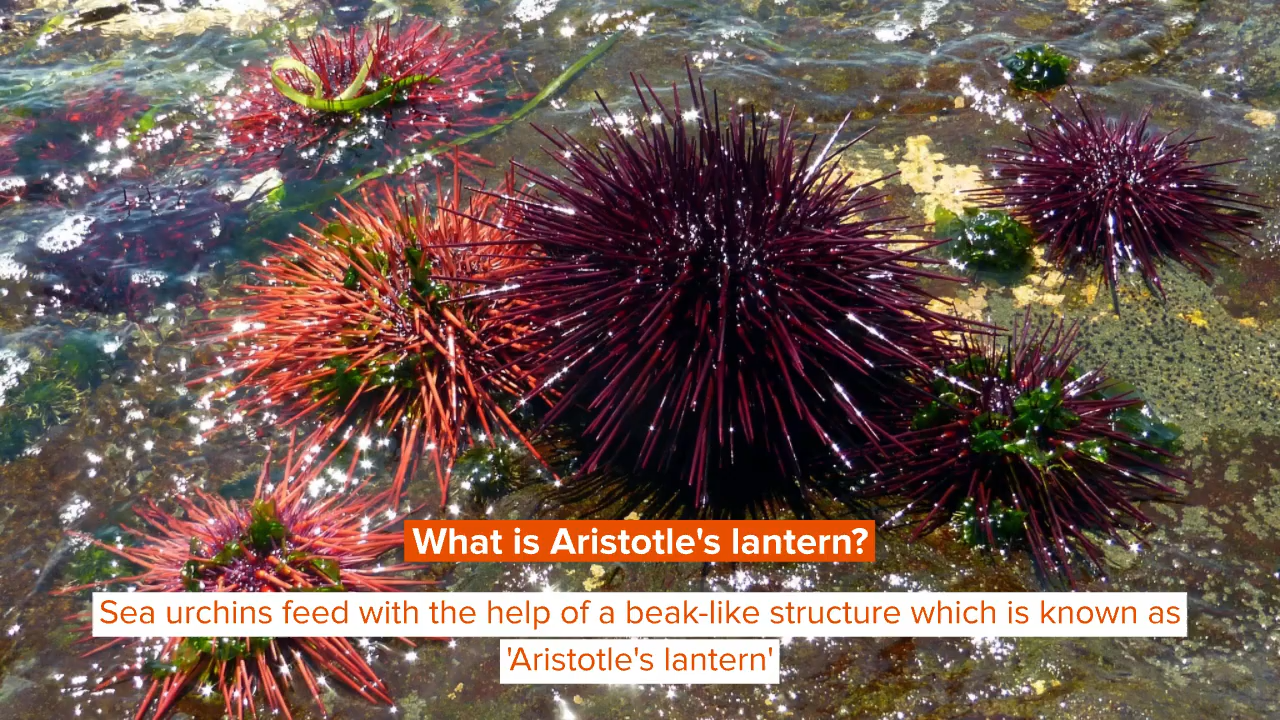 What is Aristotle's lantern?
Sea urchins feed with the help of a beak-like structure which is known as
'Aristotle's lantern'